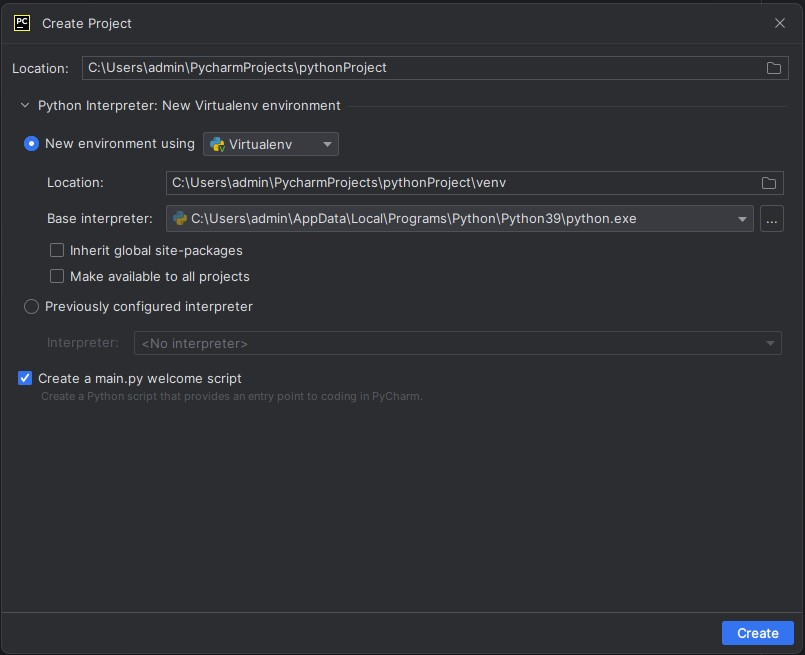 PC Create Project
Location: C:\Users\admin\PycharmProjects\pythonProject
Python Interpreter: New Virtualenv environment
New environment using Virtualenv
Location: C:\Users\admin\PycharmProjects\pythonProject\venv
Base interpreter: C:\Users\admin\AppData\Local\Programs\Python\Python39\python.exe ...
Inherit global site-packages
Make available to all projects
Previously configured interpreter
Interpreter: <No interpreter>
Create a main.py welcome script
Create a Python script that provides an entry point to coding in PyCharm.
Create